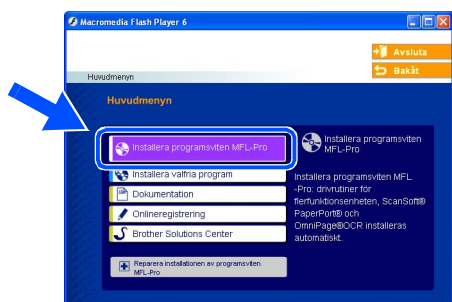 Macromedia Flash Player 6
Avsluta
Bakåt
Huvudmenyn
Huvudmenyn
Installera programsviten MFL-Pro
Installera valfria program
Dokumentation
Onlineregistrering
Brother Solutions Center
Reparera installationen av programsviten
MFL-Pro
Installera programsviten
MFL-Pro
Installera programsviten MFL
-Pro: drivrutiner för
flerfunktionsenheten, ScanSoft®
PaperPort® och
OmniPage®OCR installeras
automatiskt.